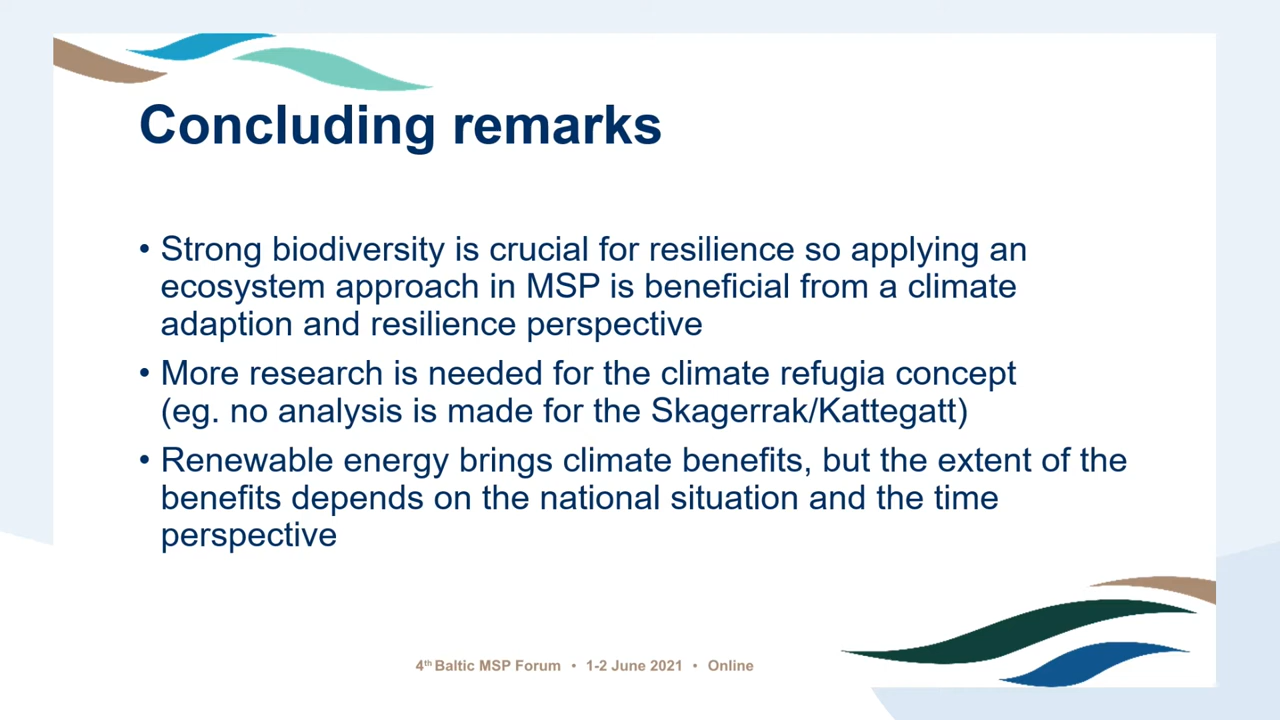 Concluding remarks
• Strong biodiversity is crucial for resilience so applying an
ecosystem approach in MSP is beneficial from a climate
adaption and resilience perspective
• More research is needed for the climate refugia concept
(eg. no analysis is made for the Skagerrak/Kattegatt)
• Renewable energy brings climate benefits, but the extent of the
benefits depends on the national situation and the time
perspective
4th Baltic MSP Forum • 1-2 June 2021 • Online